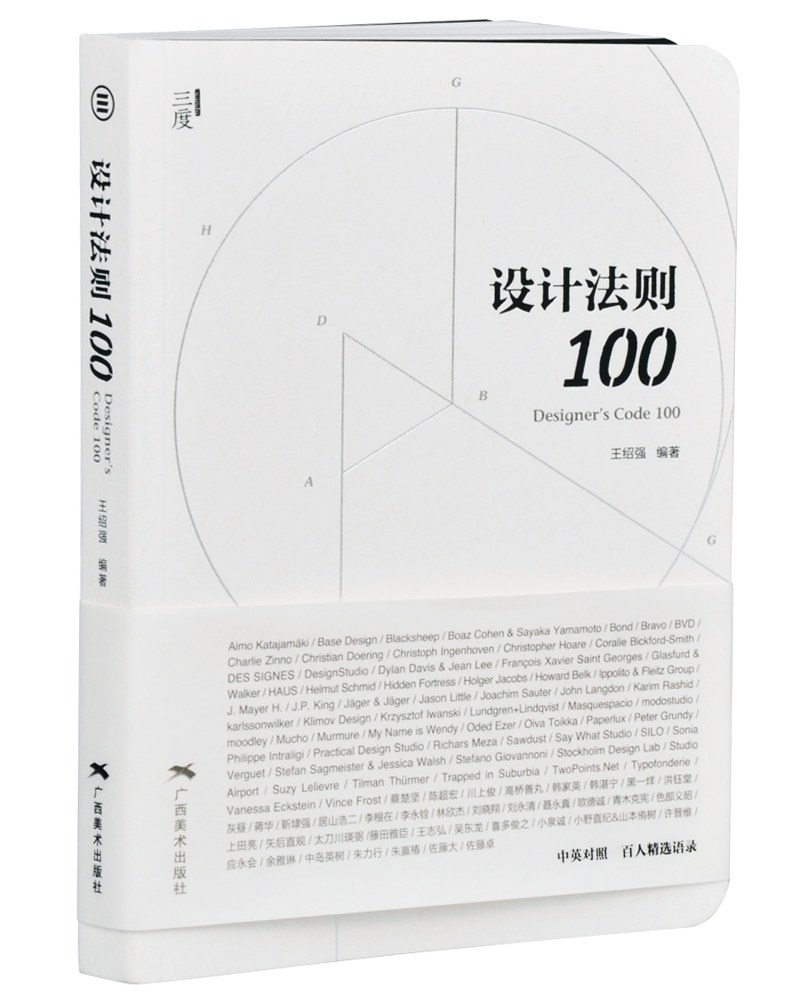 设计法则100
Designer's
Code 100
王绍强 编著
广西美术出版社
三度
G
H
D
设计法则
100
B
Designer's Code 100
王绍强 编著
A
G
Aimo Katajamäki / Base Design / Blacksheep / Boaz Cohen & Sayaka Yamamoto / Bond / Bravo / BVD /
Charlie Zinno / Christian Doering / Christoph Ingenhoven / Christopher Hoare / Coralie Bickford-Smith
DES SIGNES / DesignStudio / Dylan Davis & Jean Lee / François Xavier Saint Georges / Glasfurd &
Walker / HAUS / Helmut Schmid / Hidden Fortress / Holger Jacobs / Howard Belk / Ippolito & Fleitz Group /
J. Mayer H. / J.P. King / Jäger & Jäger / Jason Little / Joachim Sauter / John Langdon / Karim Rashid /
karlssonwilker / Klimov Design / Krzysztof Iwanski / Lundgren+Lindqvist / Masquespacio / modostudio /
moodley / Mucho / Murmure / My Name is Wendy / Oded Ezer / Oiva Toikka / Paperlux / Peter Grundy /
Philippe Intraligi / Practical Design Studio / Richars Meza / Sawdust / Say What Studio / SILO / Sonia
Verguet / Stefan Sagmeister & Jessica Walsh / Stefano Giovannoni / Stockholm Design Lab / Studio
Airport / Suzy Lelievre / Tilman Thürmer / Trapped in Suburbia / TwoPoints.Net / Typofonderie /
Vanessa Eckstein / Vince Frost / 蔡楚坚 / 陈超宏 / 川上俊 / 高桥善丸 / 韩家英 / 韩湛宁 / 黑一烊 / 洪钰堂 /
灰昼 / 蒋华 / 靳埭强 / 居山浩二 / 李根在 / 李永铨 / 林欣杰 / 刘晓翔 / 刘永清 / 聂永真 / 欧德诚 / 青木克宪 / 色部义昭 /
上田亮 / 矢后直规 / 太刀川瑛弼 / 藤田雅臣 / 王志弘 / 吴东龙 / 喜多俊之 / 小泉诚 / 小野直纪&山本侑树 / 许晋维 /
应永会 / 余雅琳 / 中岛英树 / 朱力行 / 朱赢椿 / 佐藤大 / 佐藤卓
中英对照 百人精选语录
广西美术出版社